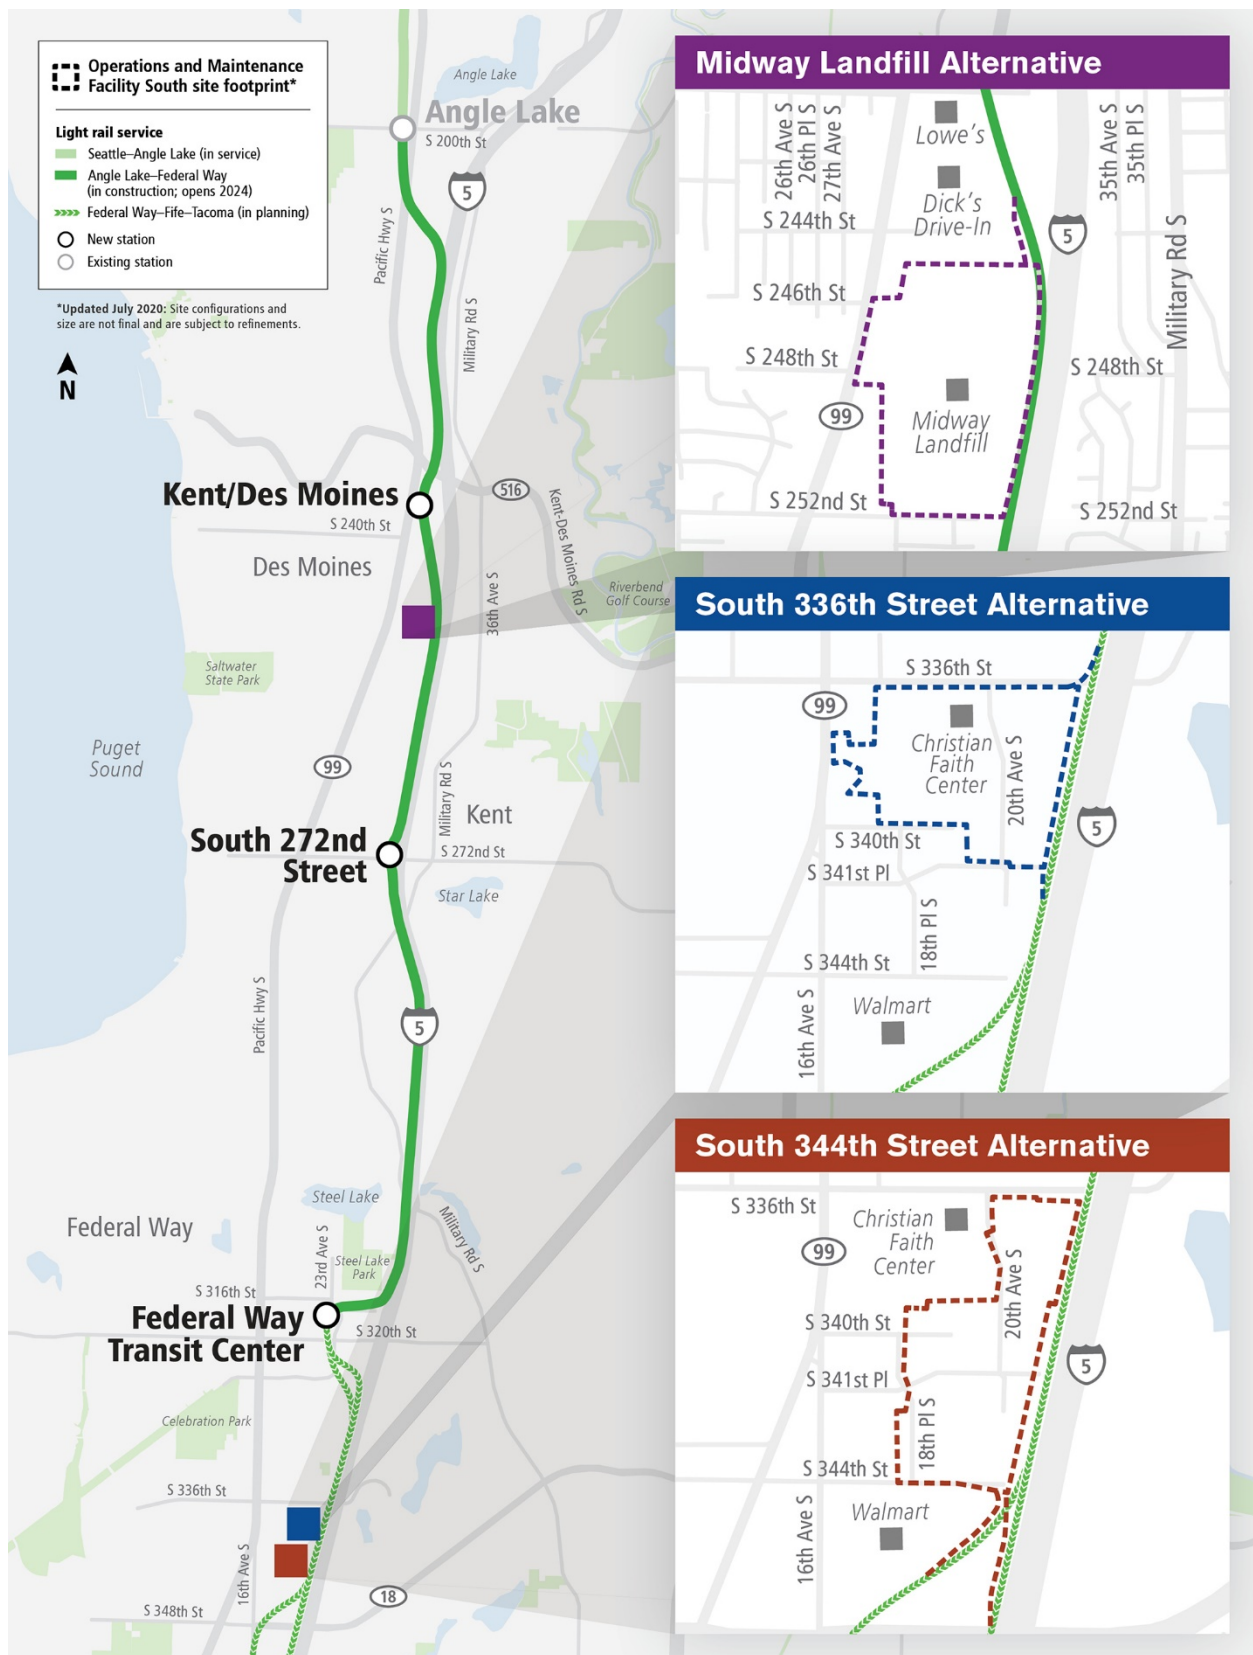 Operations and Maintenance
Facility South site footprint*
Light rail service
Seattle–Angle Lake (in service)
Angle Lake–Federal Way
(in construction; opens 2024)
Federal Way–Fife–Tacoma (in planning)
New station
Existing station
*Updated July 2020: Site configurations and
size are not final and are subject to refinements.
N
Angle Lake
Angle Lake
S 200th St
5
Pacific Hwy S
Military Rd S
Kent/Des Moines
516
S 240th St
Kent-Des Moines Rd S
Des Moines
36th Ave S
Riverbend
Golf Course
Saltwater
State Park
Puget
Sound
99
Military Rd S
Kent
South 272nd
Street
S 272nd St
Star Lake
Pacific Hwy S
5
Steel Lake
Federal Way
23rd Ave S
Military Rd S
Steel Lake
Park
S 316th St
Federal Way
Transit Center
S 320th St
Celebration Park
S 336th St
16th Ave S
18
S 348th St
Midway Landfill Alternative
26th Ave S
26th Pl S
27th Ave S
Lowe's
35th Ave S
35th Pl S
Dick's
Drive-In
S 244th St
5
Military Rd S
S 246th St
S 248th St
S 248th St
99
Midway
Landfill
S 252nd St
S 252nd St
South 336th Street Alternative
S 336th St
99
Christian
Faith
Center
20th Ave S
5
S 340th St
S 341st Pl
18th Pl S
S 344th St
16th Ave S
Walmart
South 344th Street Alternative
S 336th St
Christian
Faith
Center
99
20th Ave S
S 340th St
5
S 341st Pl
18th Pl S
S 344th St
16th Ave S
Walmart